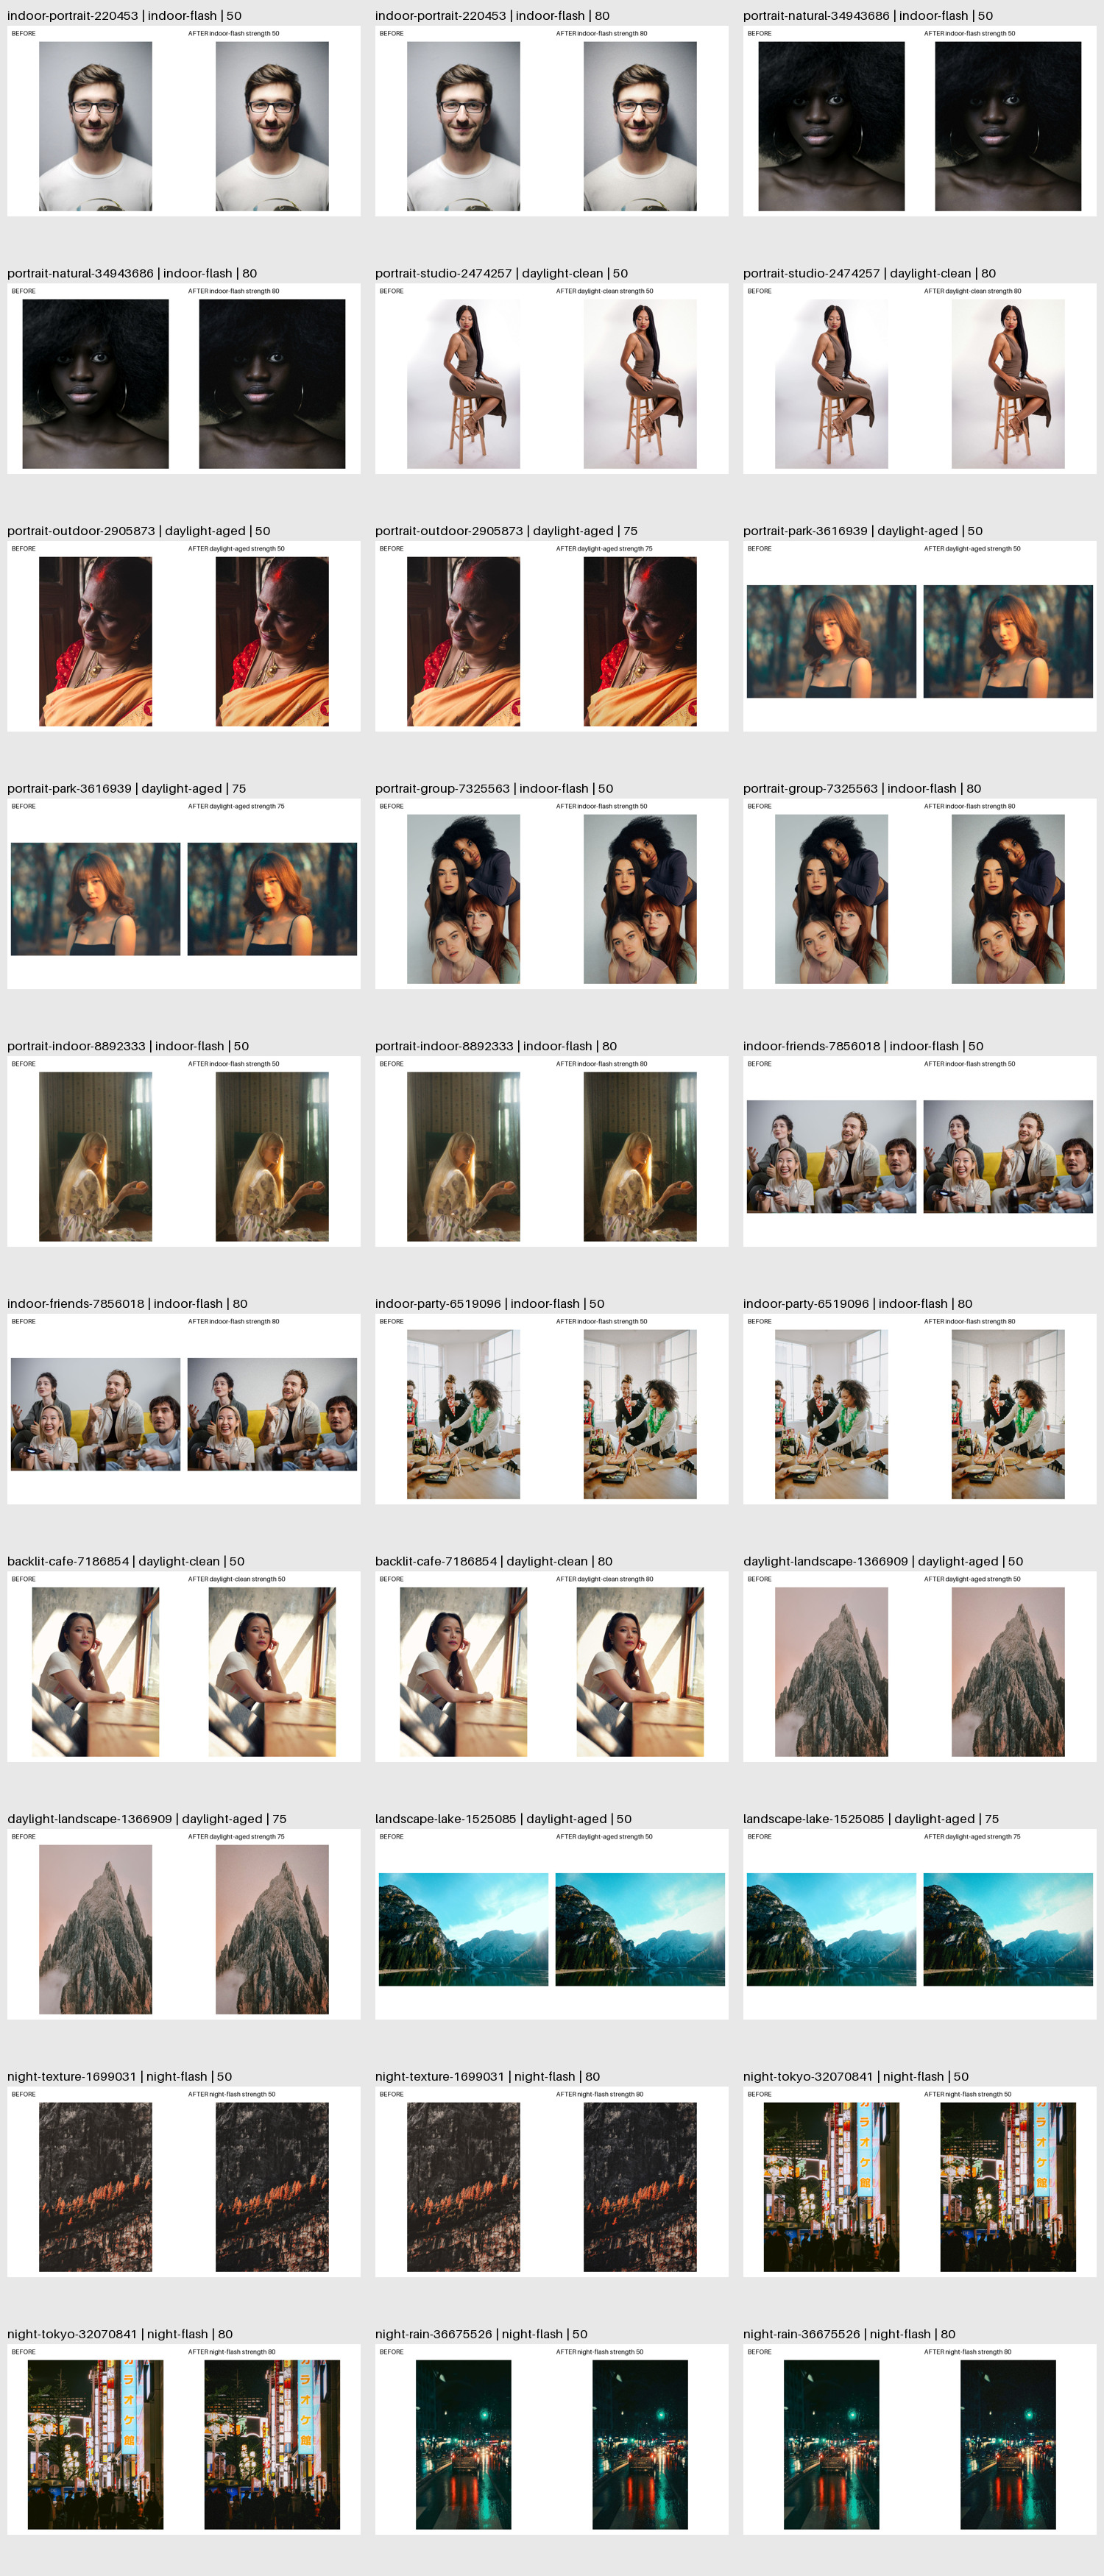 indoor-portrait-220453 | indoor-flash | 50
BEFORE
AFTER indoor-flash strength 50
indoor-portrait-220453 | indoor-flash | 80
BEFORE
AFTER indoor-flash strength 80
portrait-natural-34943686 | indoor-flash | 50
BEFORE
AFTER indoor-flash strength 50
portrait-natural-34943686 | indoor-flash | 80
BEFORE
AFTER indoor-flash strength 80
portrait-studio-2474257 | daylight-clean | 50
BEFORE
AFTER daylight-clean strength 50
portrait-studio-2474257 | daylight-clean | 80
BEFORE
AFTER daylight-clean strength 80
portrait-outdoor-2905873 | daylight-aged | 50
BEFORE
AFTER daylight-aged strength 50
portrait-outdoor-2905873 | daylight-aged | 75
BEFORE
AFTER daylight-aged strength 75
portrait-park-3616939 | daylight-aged | 50
BEFORE
AFTER daylight-aged strength 50
portrait-park-3616939 | daylight-aged | 75
BEFORE
AFTER daylight-aged strength 75
portrait-group-7325563 | indoor-flash | 50
BEFORE
AFTER indoor-flash strength 50
portrait-group-7325563 | indoor-flash | 80
BEFORE
AFTER indoor-flash strength 80
portrait-indoor-8892333 | indoor-flash | 50
BEFORE
AFTER indoor-flash strength 50
portrait-indoor-8892333 | indoor-flash | 80
BEFORE
AFTER indoor-flash strength 80
indoor-friends-7856018 | indoor-flash | 50
BEFORE
AFTER indoor-flash strength 50
indoor-friends-7856018 | indoor-flash | 80
BEFORE
AFTER indoor-flash strength 80
indoor-party-6519096 | indoor-flash | 50
BEFORE
AFTER indoor-flash strength 50
indoor-party-6519096 | indoor-flash | 80
BEFORE
AFTER indoor-flash strength 80
backlit-cafe-7186854 | daylight-clean | 50
BEFORE
AFTER daylight-clean strength 50
backlit-cafe-7186854 | daylight-clean | 80
BEFORE
AFTER daylight-clean strength 80
daylight-landscape-1366909 | daylight-aged | 50
BEFORE
AFTER daylight-aged strength 50
daylight-landscape-1366909 | daylight-aged | 75
BEFORE
AFTER daylight-aged strength 75
landscape-lake-1525085 | daylight-aged | 50
BEFORE
AFTER daylight-aged strength 50
landscape-lake-1525085 | daylight-aged | 75
BEFORE
AFTER daylight-aged strength 75
night-texture-1699031 | night-flash | 50
BEFORE
AFTER night-flash strength 50
night-texture-1699031 | night-flash | 80
BEFORE
AFTER night-flash strength 80
night-tokyo-32070841 | night-flash | 50
BEFORE
AFTER night-flash strength 50
カラオケ館
カラオケ館
night-tokyo-32070841 | night-flash | 80
BEFORE
AFTER night-flash strength 80
ラオケ館
ラオケ館
night-rain-36675526 | night-flash | 50
BEFORE
AFTER night-flash strength 50
night-rain-36675526 | night-flash | 80
BEFORE
AFTER night-flash strength 80